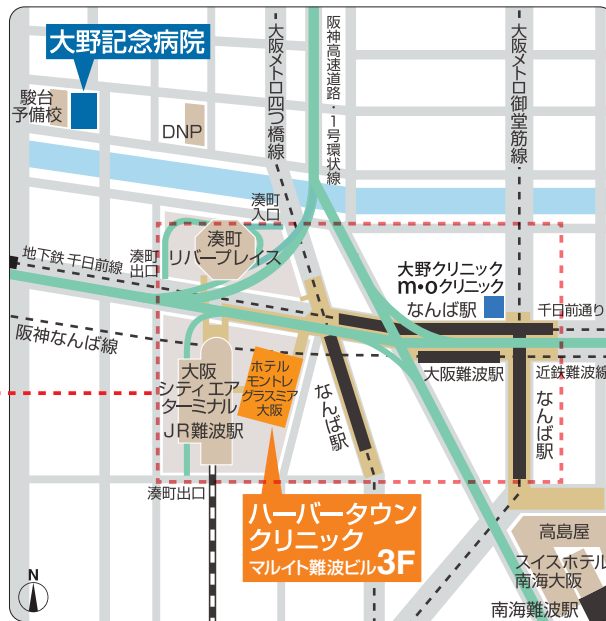 大野記念病院
駿台
予備校
DNP
大阪メトロ四つ橋線
阪神高速道路・1号環状線
大阪メトロ御堂筋線
湊町
入口
湊町
リバープレイス
湊町
出口
地下鉄 千日前線
大野クリニック
m・oクリニック
なんば駅
千日前通り
阪神なんば線
大阪
シティエア
ターミナル
JR難波駅
ホテル
モントレ
グラスミア
大阪
なんば駅
大阪難波駅
近鉄難波線
なんば駅
湊町出口
ハーバータウン
クリニック
マルイト難波ビル3F
高島屋
スイスホテル
南海大阪
南海難波駅
N